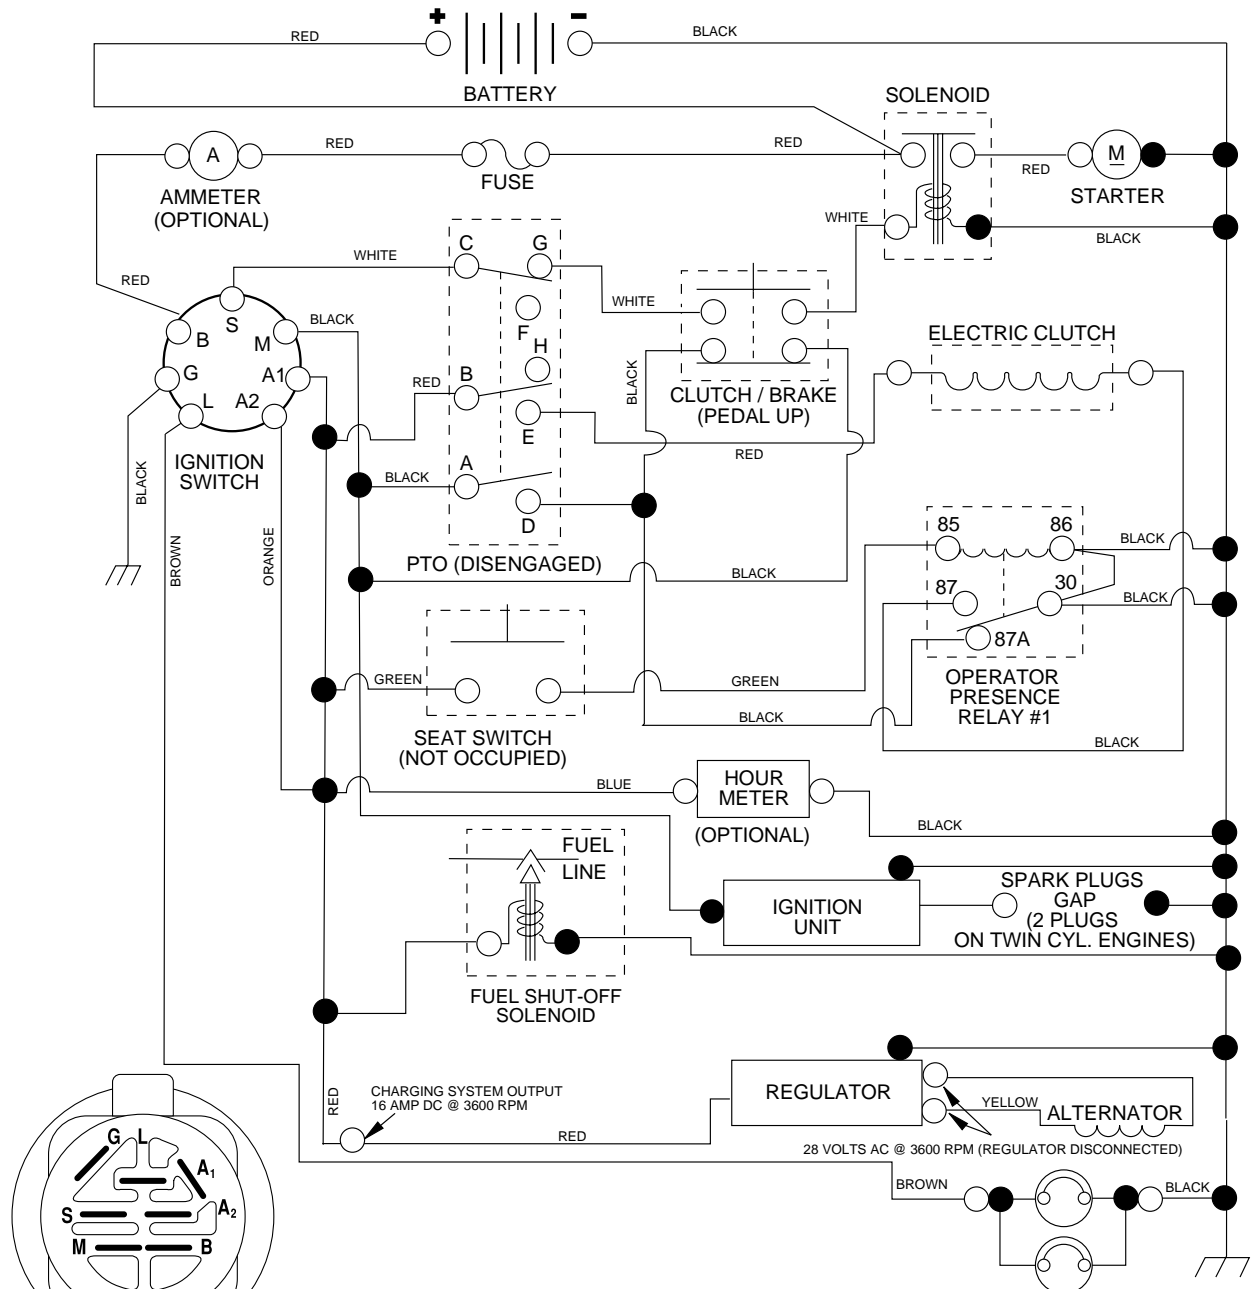 + −
RED
BLACK
BATTERY
SOLENOID
A
RED
RED
M
RED
AMMETER
(OPTIONAL)
FUSE
STARTER
WHITE
BLACK
C G
WHITE
RED
S
B
M
BLACK
F
WHITE
H
ELECTRIC CLUTCH
G
A1
L
A2
RED
B
E
BLACK
CLUTCH / BRAKE
(PEDAL UP)
RED
IGNITION
SWITCH
A
BLACK
BLACK
BROWN
ORANGE
D
PTO (DISENGAGED)
BLACK
85 86
BLACK
87
30
BLACK
87A
GREEN
GREEN
OPERATOR
PRESENCE
RELAY #1
SEAT SWITCH
(NOT OCCUPIED)
BLACK
BLACK
BLUE
HOUR
METER
(OPTIONAL)
BLACK
FUEL
LINE
IGNITION
UNIT
SPARK PLUGS
GAP
(2 PLUGS
ON TWIN CYL. ENGINES)
FUEL SHUT-OFF
SOLENOID
RED
CHARGING SYSTEM OUTPUT
16 AMP DC @ 3600 RPM
REGULATOR
YELLOW
ALTERNATOR
RED
28 VOLTS AC @ 3600 RPM (REGULATOR DISCONNECTED)
BROWN
BLACK
G L
A1
S
A2
M
B